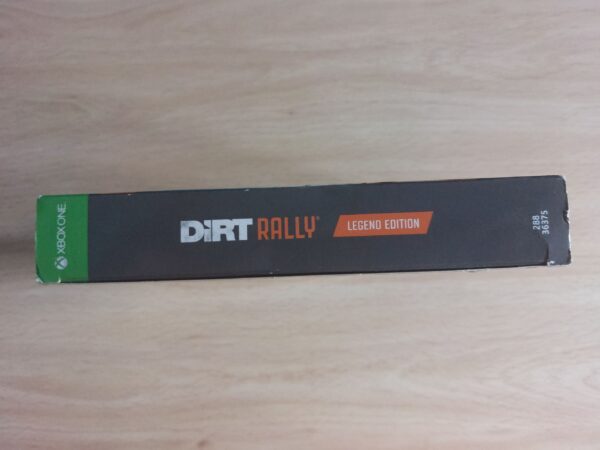 XBOX ONE
DiRT RALLY®
LEGEND EDITION
288
36375